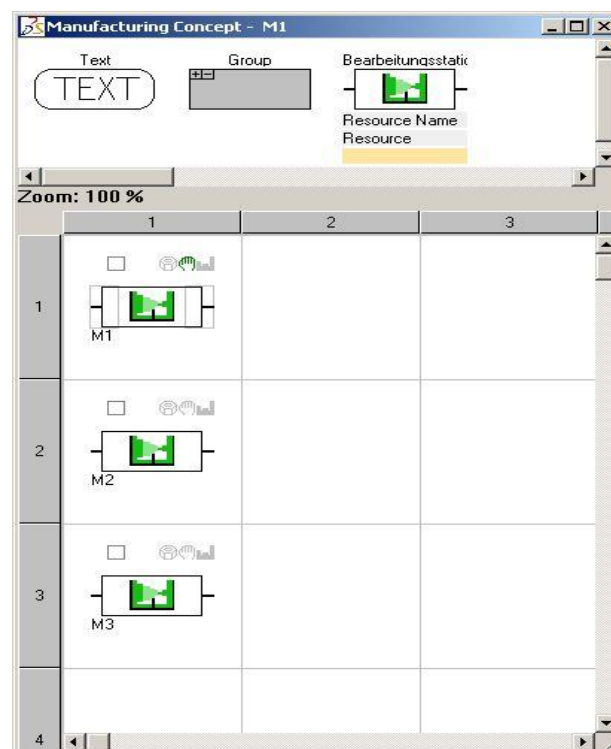 Manufacturing Concept - M1
Text Group Bearbeitungsstatic
TEXT
Resource Name
Resource
Zoom: 100 %
1 2 3
1
M1
2
M2
3
M3
4